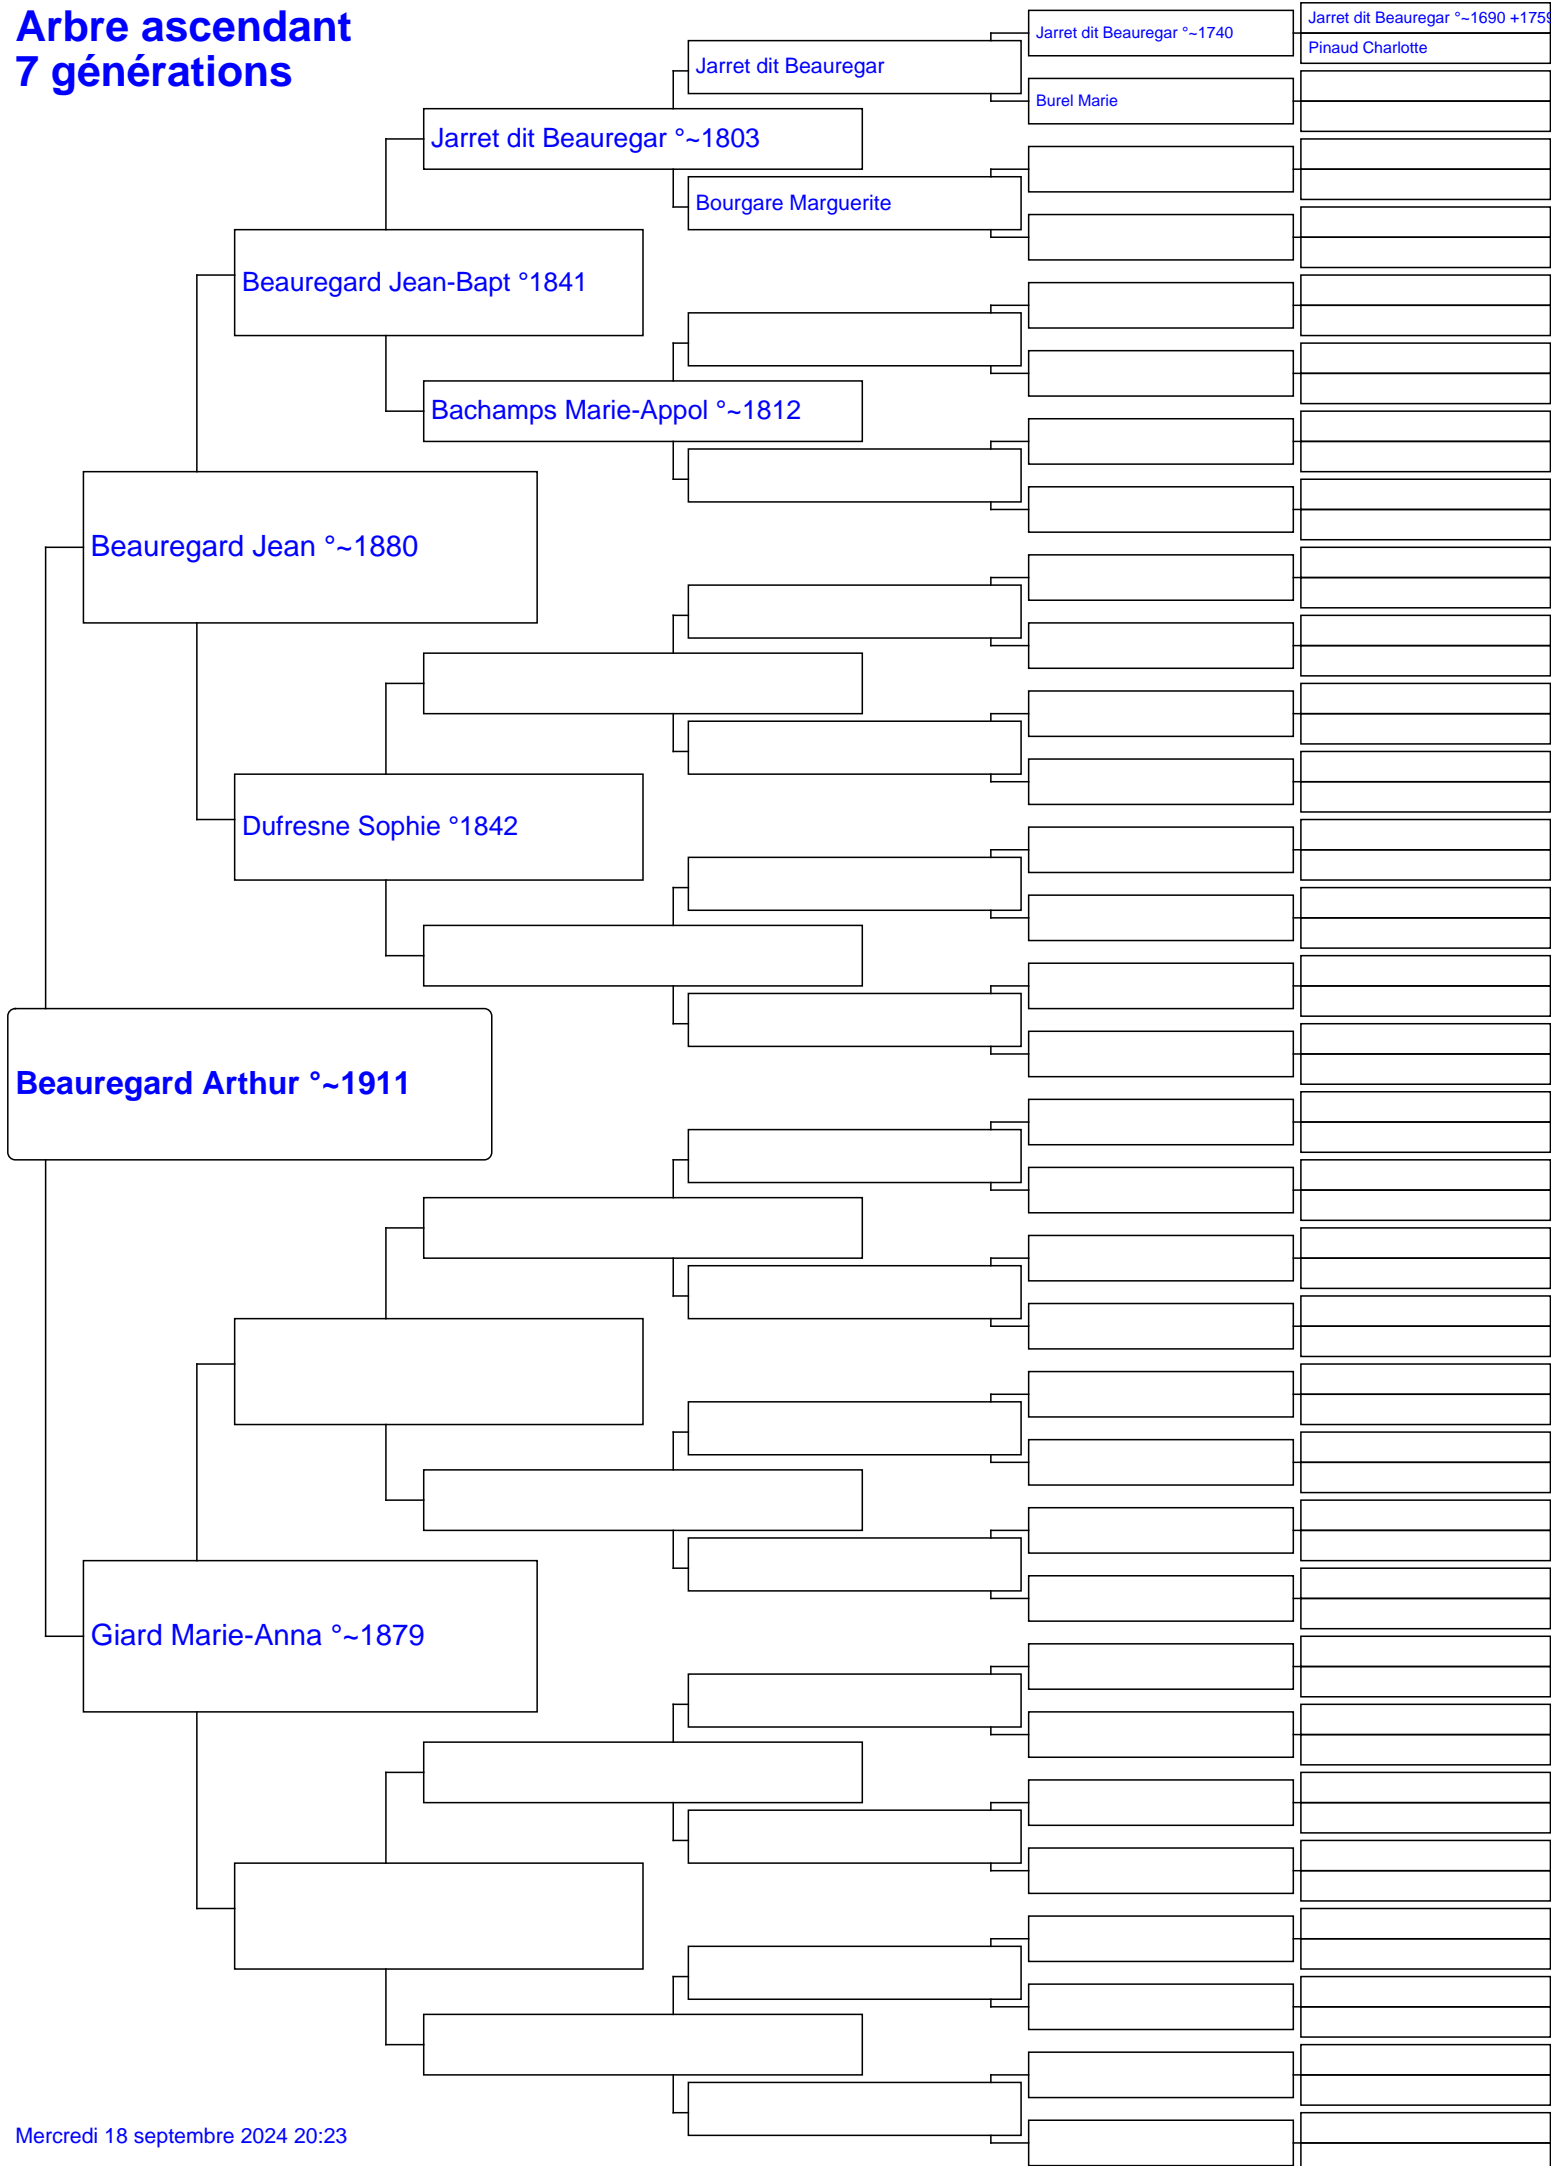 Arbre ascendant
7 générations
Jarret dit Beauregar °~1690 +1759
Pinaud Charlotte
Jarret dit Beauregar °~1740
Burel Marie
Jarret dit Beauregar
Bourgare Marguerite
Jarret dit Beauregar °~1803
Bachamps Marie-Appol °~1812
Beauregard Jean-Bapt °1841
Dufresne Sophie °1842
Beauregard Jean °~1880
Beauregard Arthur °~1911
Giard Marie-Anna °~1879
Mercredi 18 septembre 2024 20:23